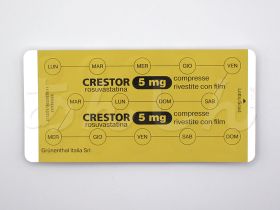 LUN MAR MER GIO VEN
CRESTOR 5 mg compresse
rosuvastatina rivestite con film
MAR LUN DOM SAB
CRESTOR 5 mg compresse
rosuvastatina rivestite con film
MER GIO VEN SAB DOM
Grünenthal Italia Srl